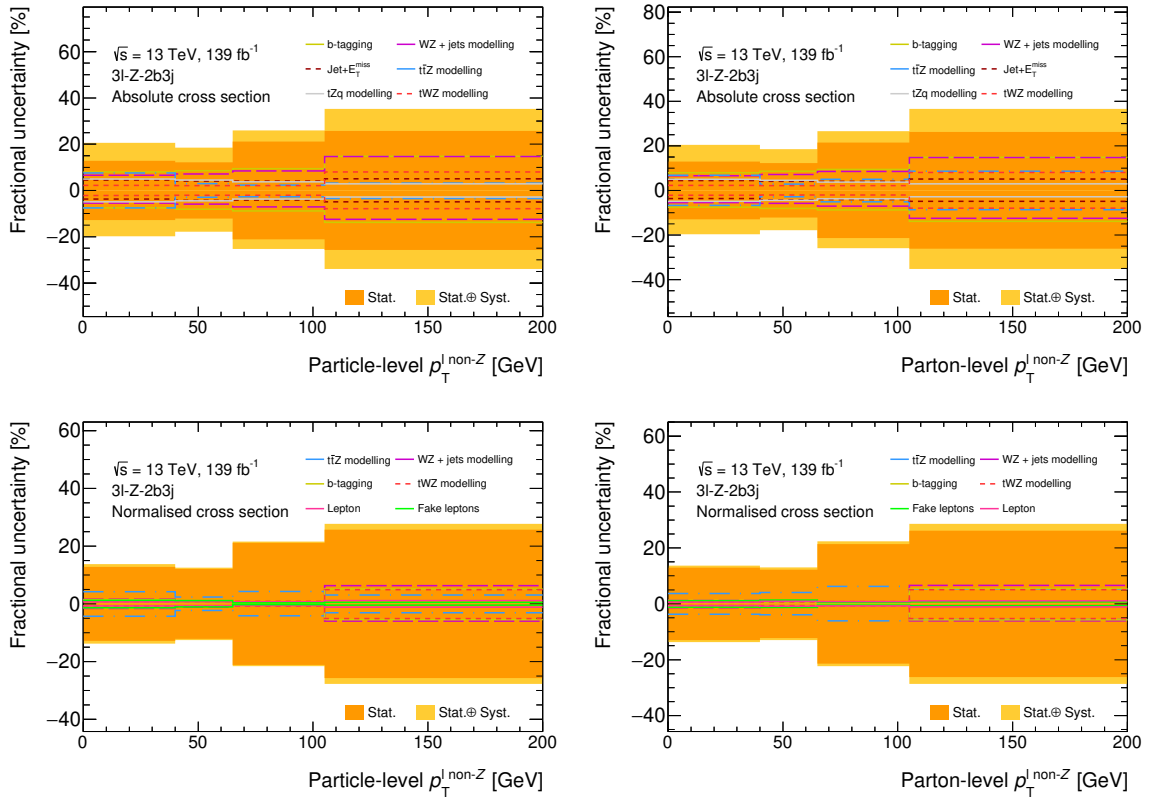 Fractional uncertainty [%]
60
40
20
0
−20
−40
√s = 13 TeV, 139 fb⁻¹
3l-Z-2b3j
Absolute cross section
b-tagging
WZ + jets modelling
Jet+E_T^miss
tt̄Z modelling
tZq modelling
tWZ modelling
Stat.
Stat.⊕ Syst.
0 50 100 150 200
Particle-level p_T^l non-Z [GeV]
Fractional uncertainty [%]
80
60
40
20
0
−20
−40
√s = 13 TeV, 139 fb⁻¹
3l-Z-2b3j
Absolute cross section
b-tagging
WZ + jets modelling
tt̄Z modelling
Jet+E_T^miss
tZq modelling
tWZ modelling
Stat.
Stat.⊕ Syst.
0 50 100 150 200
Parton-level p_T^l non-Z [GeV]
Fractional uncertainty [%]
60
40
20
0
−20
−40
√s = 13 TeV, 139 fb⁻¹
3l-Z-2b3j
Normalised cross section
tt̄Z modelling
WZ + jets modelling
b-tagging
tWZ modelling
Lepton
Fake leptons
Stat.
Stat.⊕ Syst.
0 50 100 150 200
Particle-level p_T^l non-Z [GeV]
Fractional uncertainty [%]
60
40
20
0
−20
−40
√s = 13 TeV, 139 fb⁻¹
3l-Z-2b3j
Normalised cross section
tt̄Z modelling
WZ + jets modelling
b-tagging
tWZ modelling
Fake leptons
Lepton
Stat.
Stat.⊕ Syst.
0 50 100 150 200
Parton-level p_T^l non-Z [GeV]